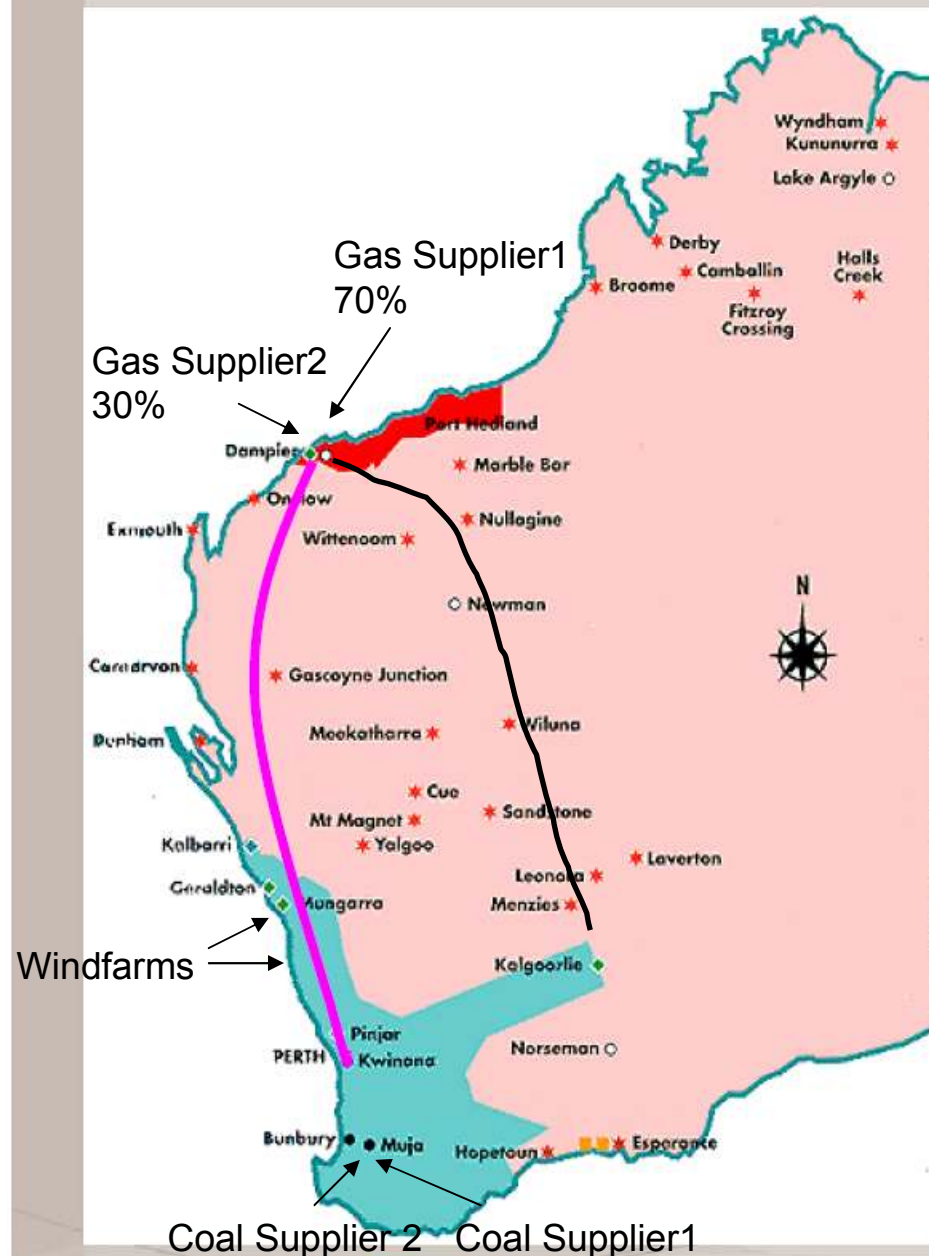 Wyndham
Kununurra
Lake Argyle
Derby
Halls
Creek
Camballin
Broome
Fitzroy
Crossing
Gas Supplier1
70%
Gas Supplier2
30%
Port Hedland
Dampier
Marble Bar
Onslow
Nullagine
Exmouth
Wittenoom
N
Newman
Carnarvon
Gascoyne Junction
Wiluna
Meekatharra
Denham
Cue
Sandstone
Mt Magnet
Kalbarri
Yalgoo
Laverton
Leonora
Geraldton
Mungarra
Menzies
Windfarms
Kalgoorlie
Pinjar
Norseman
PERTH
Kwinana
Bunbury
Muja
Hopetoun
Esperance
Coal Supplier 2
Coal Supplier1